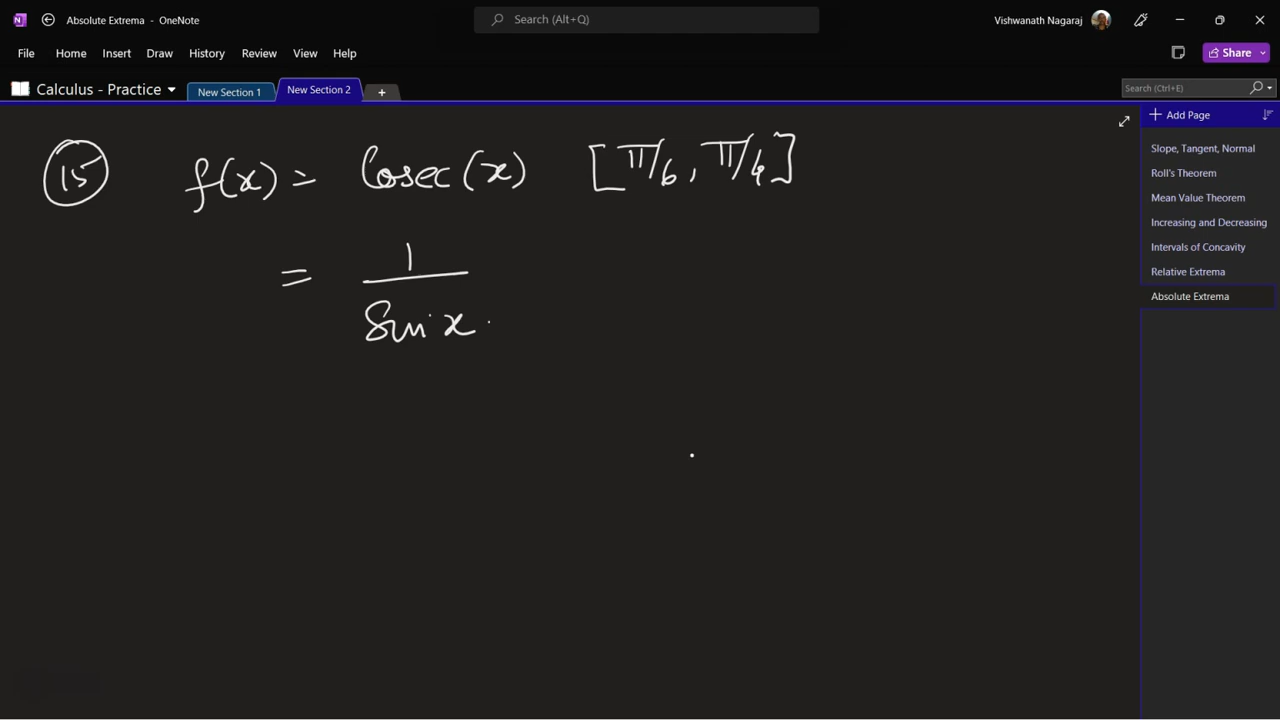 Absolute Extrema - OneNote
Search (Alt+Q)
Vishwanath Nagaraj
File Home Insert Draw History Review View Help
Share
Calculus - Practice
New Section 1
New Section 2
+
Search (Ctrl+E)
Add Page
Slope, Tangent, Normal
Roll's Theorem
Mean Value Theorem
Increasing and Decreasing
Intervals of Concavity
Relative Extrema
Absolute Extrema
15 f(x) = Cosec(x) [π/6, π/4]
= 1
Sin x